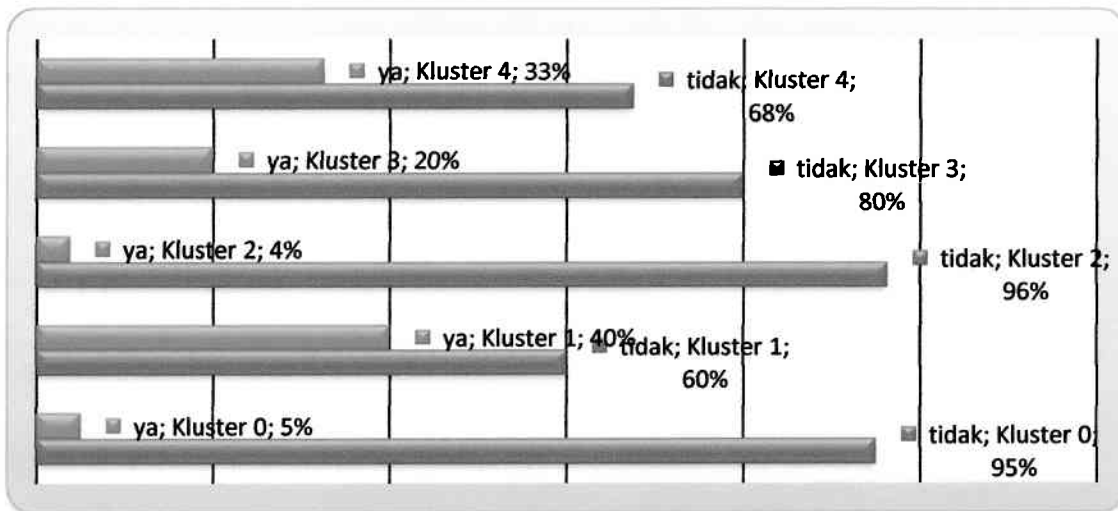 ya; Kluster 4; 33%
tidak; Kluster 4;
68%
ya; Kluster 3; 20%
tidak; Kluster 3;
80%
ya; Kluster 2; 4%
tidak; Kluster 2;
96%
ya; Kluster 1; 40%
tidak; Kluster 1;
60%
ya; Kluster 0; 5%
tidak; Kluster 0;
95%